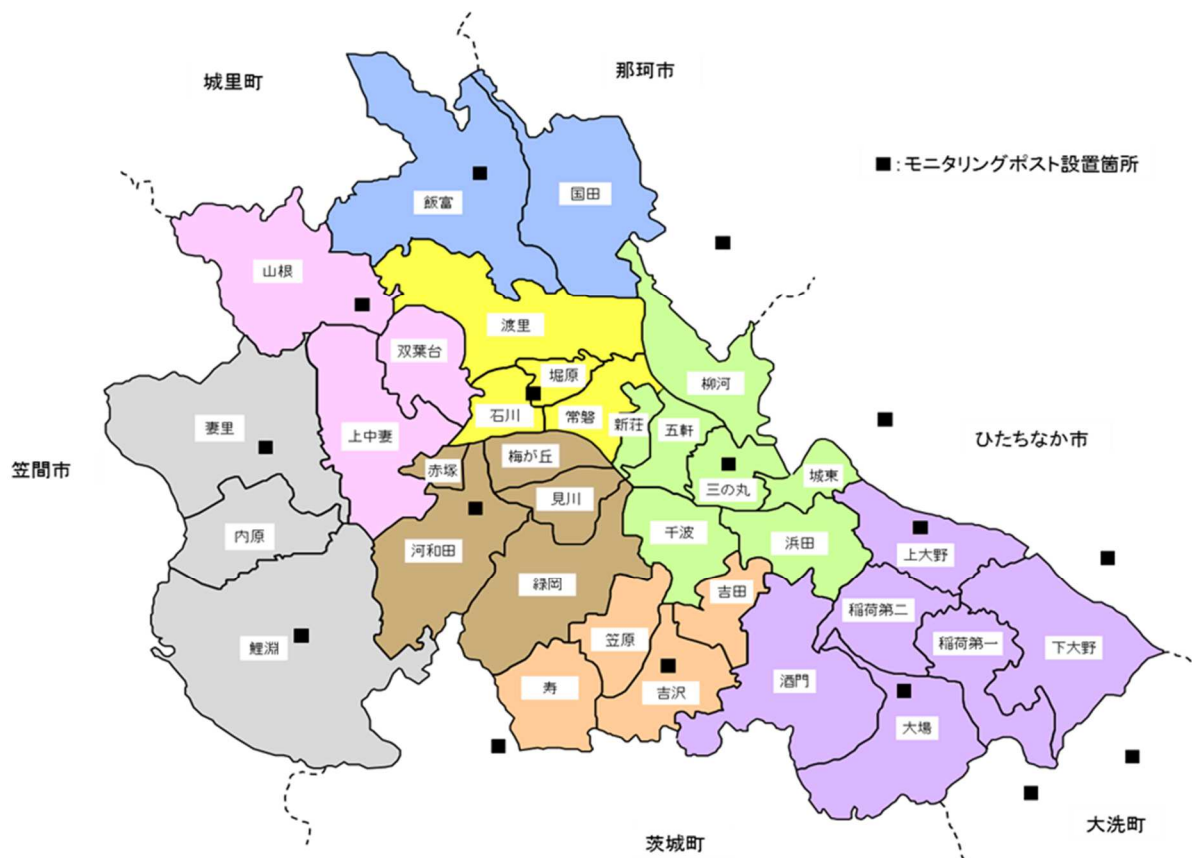 那珂市
城里町
■：モニタリングポスト設置箇所
飯富
国田
山根
渡里
双葉台
堀原
柳河
石川
常磐
新荘
五軒
妻里
上中妻
ひたちなか市
梅が丘
笠間市
赤塚
城東
三の丸
見川
内原
千波
浜田
河和田
上大野
緑岡
吉田
稲荷第二
笠原
稲荷第一
下大野
鯉淵
酒門
寿
吉沢
大場
大洗町
茨城町